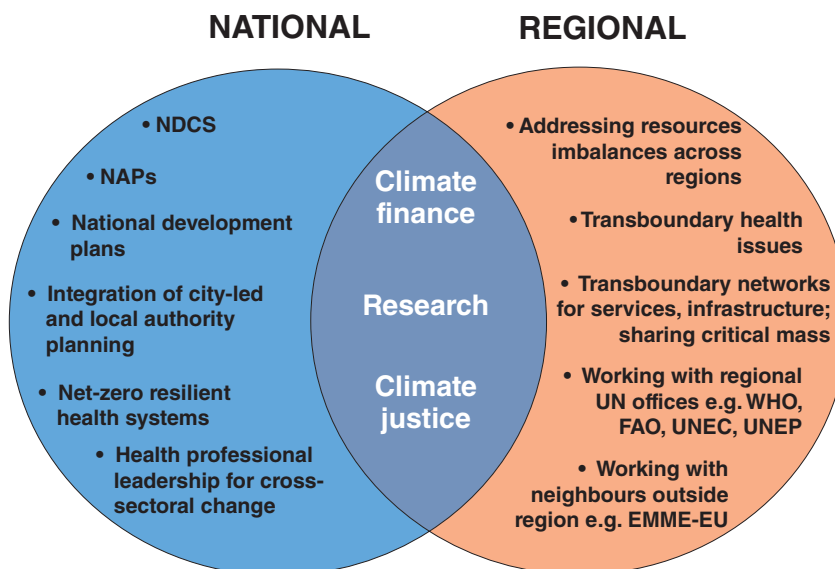 NATIONAL
REGIONAL
• NDCS
• NAPs
• National development
plans
• Integration of city-led
and local authority
planning
• Net-zero resilient
health systems
• Health professional
leadership for cross-
sectoral change
Climate
finance
Research
Climate
justice
• Addressing resources
imbalances across
regions
• Transboundary health
issues
• Transboundary networks
for services, infrastructure;
sharing critical mass
• Working with regional
UN offices e.g. WHO,
FAO, UNEC, UNEP
• Working with
neighbours outside
region e.g. EMME-EU